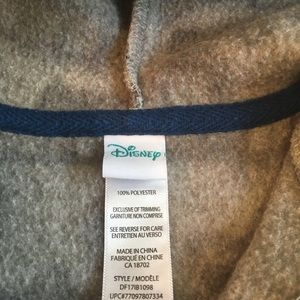 Disney
100% POLYESTER
EXCLUSIVE OF TRIMMING
GARNITURE NON COMPRISE
SEE REVERSE FOR CARE
ENTRETIEN AU VERSO
MADE IN CHINA
FABRIQUÉ EN CHINE
CA 18702
STYLE / MODÈLE
DF17IB1098
UPC#77097807334